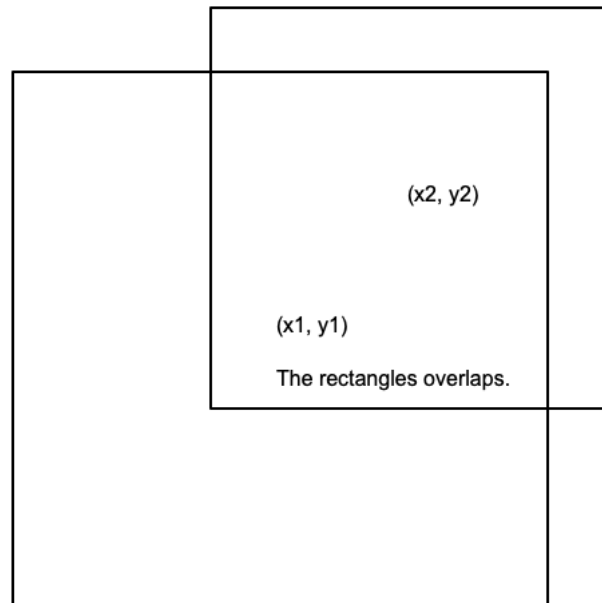 (x2, y2)
(x1, y1)
The rectangles overlaps.